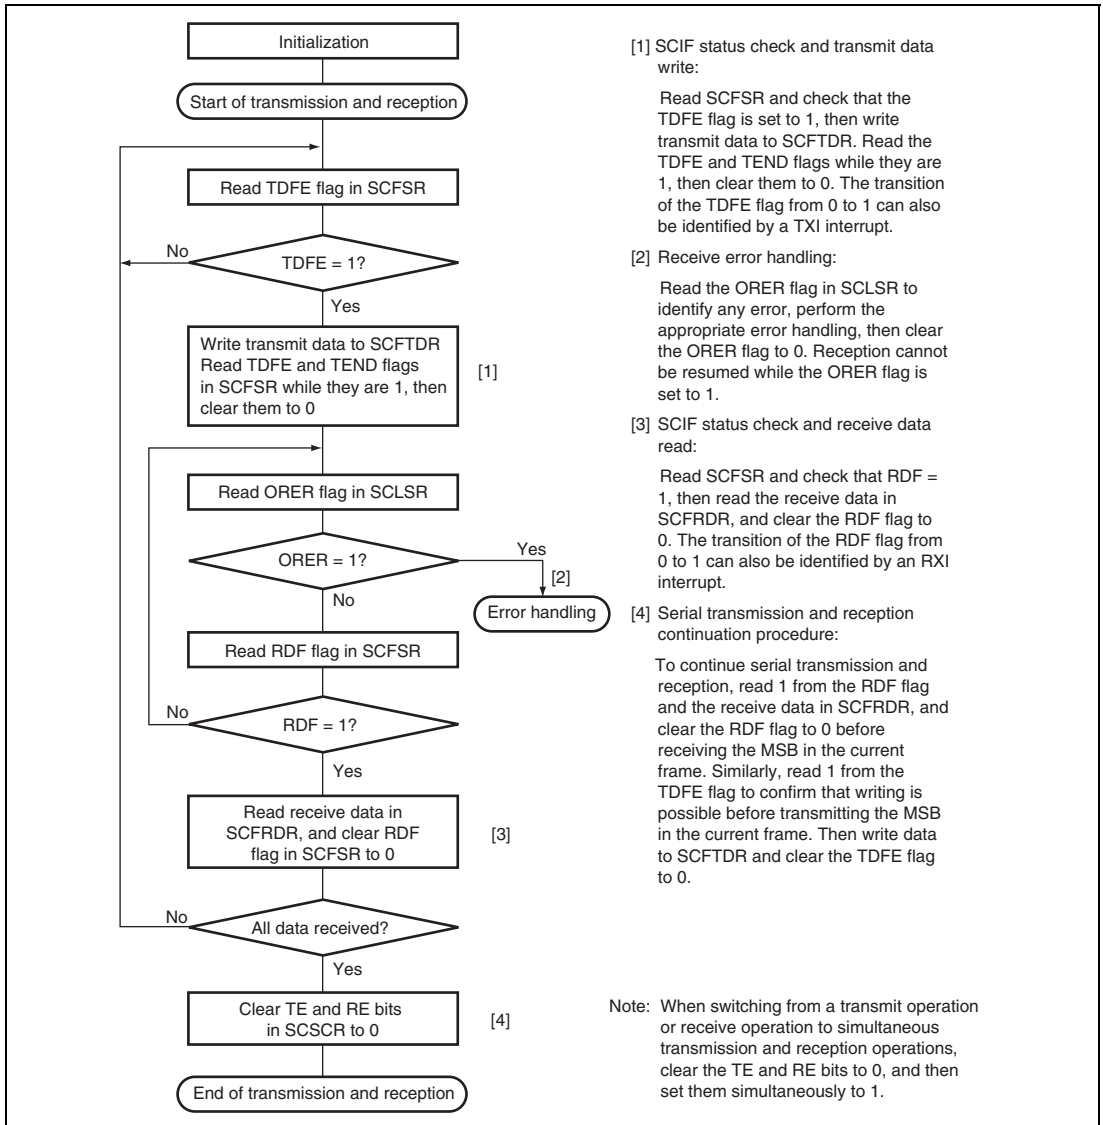 Initialization
Start of transmission and reception
Read TDFE flag in SCFSR
No
TDFE = 1?
Yes
Write transmit data to SCFTDR
Read TDFE and TEND flags
in SCFSR while they are 1, then
clear them to 0
[1]
Read ORER flag in SCLSR
ORER = 1?
Yes
[2]
No
Error handling
Read RDF flag in SCFSR
No
RDF = 1?
Yes
Read receive data in
SCFRDR, and clear RDF
flag in SCFSR to 0
[3]
No
All data received?
Yes
Clear TE and RE bits
in SCSCR to 0
[4]
End of transmission and reception
[1] SCIF status check and transmit data
write:
Read SCFSR and check that the
TDFE flag is set to 1, then write
transmit data to SCFTDR. Read the
TDFE and TEND flags while they are
1, then clear them to 0. The transition
of the TDFE flag from 0 to 1 can also
be identified by a TXI interrupt.
[2] Receive error handling:
Read the ORER flag in SCLSR to
identify any error, perform the
appropriate error handling, then clear
the ORER flag to 0. Reception cannot
be resumed while the ORER flag is
set to 1.
[3] SCIF status check and receive data
read:
Read SCFSR and check that RDF =
1, then read the receive data in
SCFRDR, and clear the RDF flag to
0. The transition of the RDF flag from
0 to 1 can also be identified by an RXI
interrupt.
[4] Serial transmission and reception
continuation procedure:
To continue serial transmission and
reception, read 1 from the RDF flag
and the receive data in SCFRDR, and
clear the RDF flag to 0 before
receiving the MSB in the current
frame. Similarly, read 1 from the
TDFE flag to confirm that writing is
possible before transmitting the MSB
in the current frame. Then write data
to SCFTDR and clear the TDFE flag
to 0.
Note: When switching from a transmit operation
or receive operation to simultaneous
transmission and reception operations,
clear the TE and RE bits to 0, and then
set them simultaneously to 1.